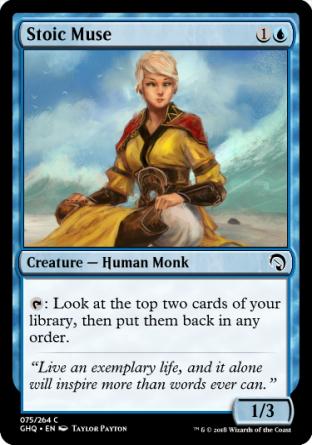 Stoic Muse 1
Creature — Human Monk
: Look at the top two cards of your
library, then put them back in any
order.
“Live an exemplary life, and it alone
will inspire more than words ever can.”
1/3
075/264 C
GHQ • EN TAYLOR PAYTON ™ & © 2018 Wizards of the Coast